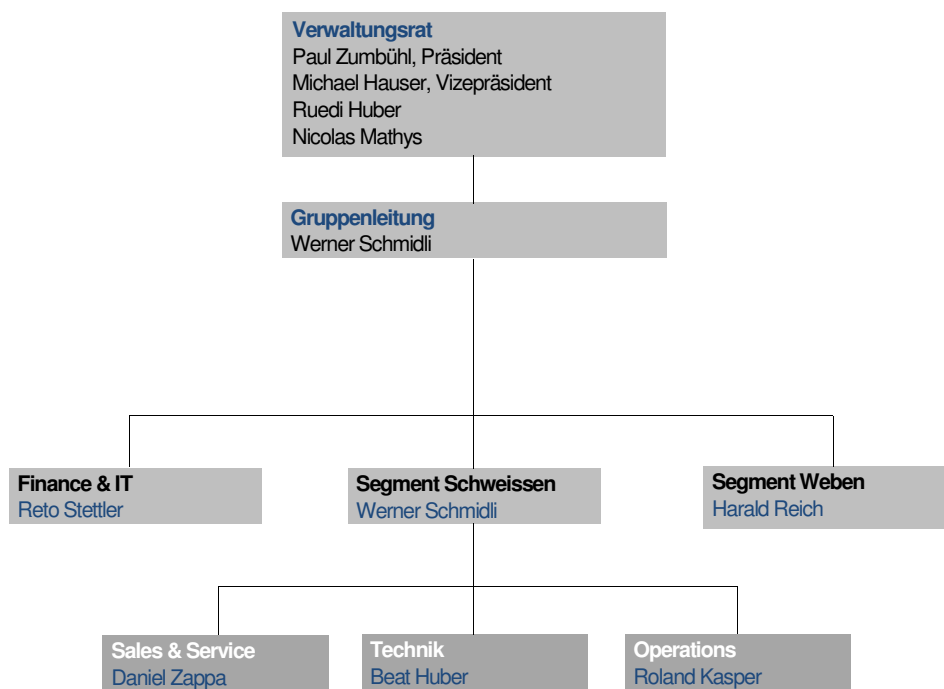 Verwaltungsrat
Paul Zumbühl, Präsident
Michael Hauser, Vizepräsident
Ruedi Huber
Nicolas Mathys
Gruppenleitung
Werner Schmidli
Finance & IT
Reto Stettler
Segment Schweissen
Werner Schmidli
Segment Weben
Harald Reich
Sales & Service
Daniel Zappa
Technik
Beat Huber
Operations
Roland Kasper